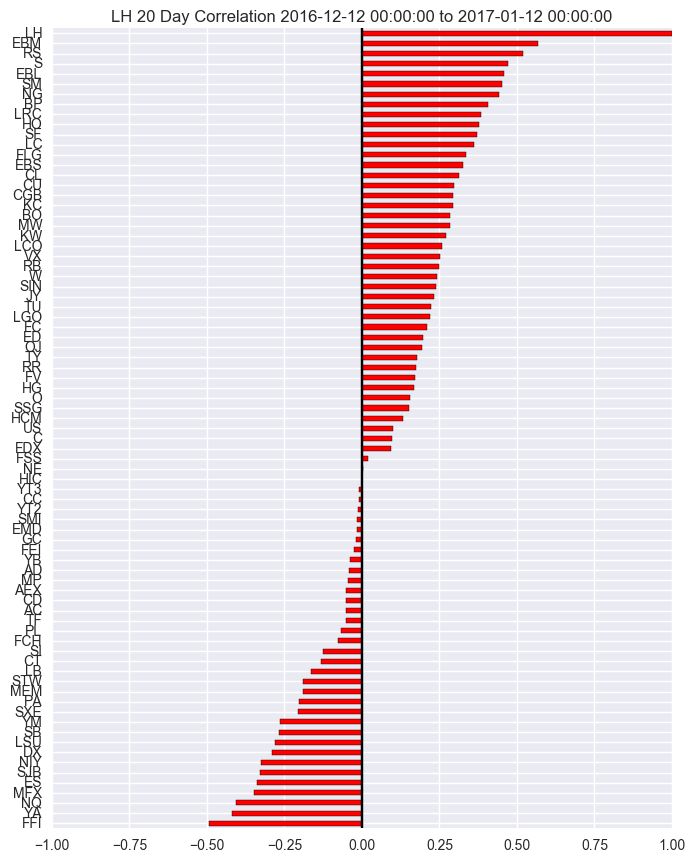 LH 20 Day Correlation 2016-12-12 00:00:00 to 2017-01-12 00:00:00
LH
EBM
RS
S
EBL
SM
NG
BP
LRC
HO
SF
LC
FLG
EBS
CL
CU
CGB
KC
BO
MW
KW
LCO
VX
RB
W
SIN
JY
TU
LGO
FC
ED
OJ
TY
RR
FV
HG
O
SSG
HCM
US
C
FDX
FSS
NE
HIC
YT3
CC
YT2
SMI
EMD
GC
FEI
YB
AD
MP
AEX
CD
AC
TF
PL
FCH
SI
CT
LB
STW
MEM
PA
SXE
YM
SB
LSU
DX
NIY
SJB
ES
MFX
NQ
YA
FFI
−1.00 −0.75 −0.50 −0.25 0.00 0.25 0.50 0.75 1.00